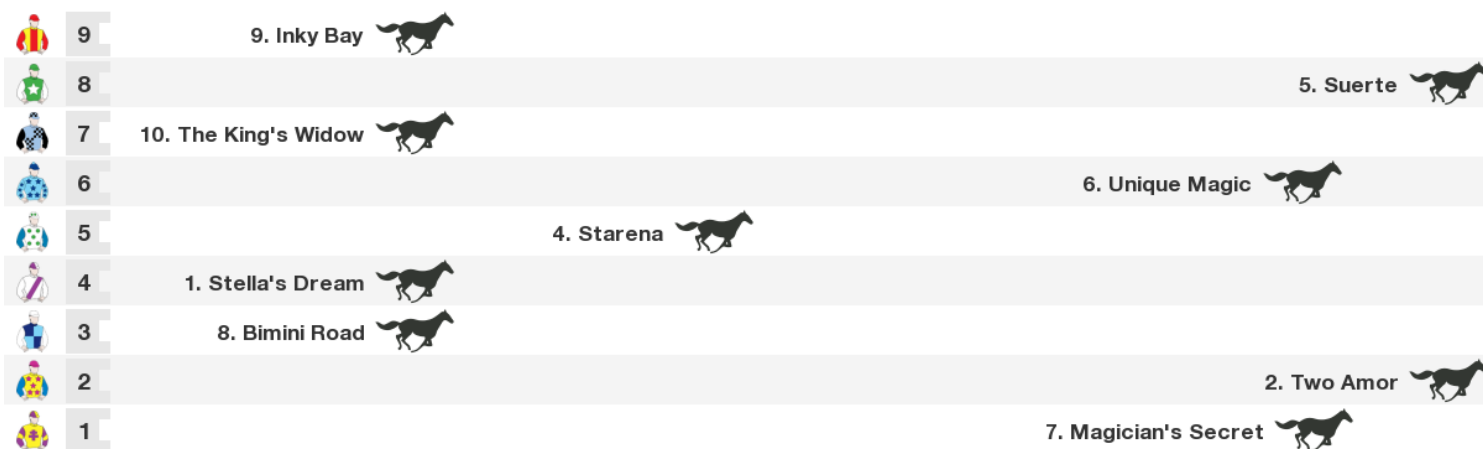 9 9. Inky Bay
8 5. Suerte
7 10. The King's Widow
6 6. Unique Magic
5 4. Starena
4 1. Stella's Dream
3 8. Bimini Road
2 2. Two Amor
1 7. Magician's Secret